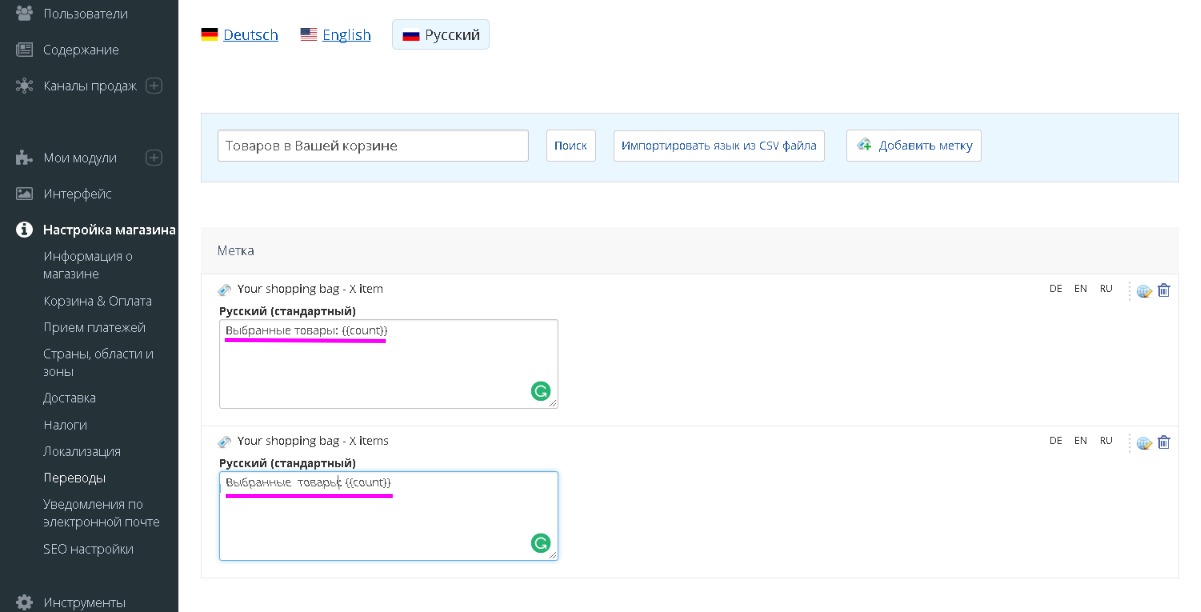 Пользователи
Содержание
Каналы продаж
Мои модули
Интерфейс
Настройка магазина
Информация о
магазине
Корзина & Оплата
Прием платежей
Страны, области и
зоны
Доставка
Налоги
Локализация
Переводы
Уведомления по
электронной почте
SEO настройки
Инструменты
Deutsch English Русский
Товаров в Вашей корзине Поиск Импортировать язык из CSV файла Добавить метку
Метка
Your shopping bag - X item DE EN RU
Русский (стандартный)
Выбранные товары: {{count}}
Your shopping bag - X items DE EN RU
Русский (стандартный)
Выбранные товары: {{count}}